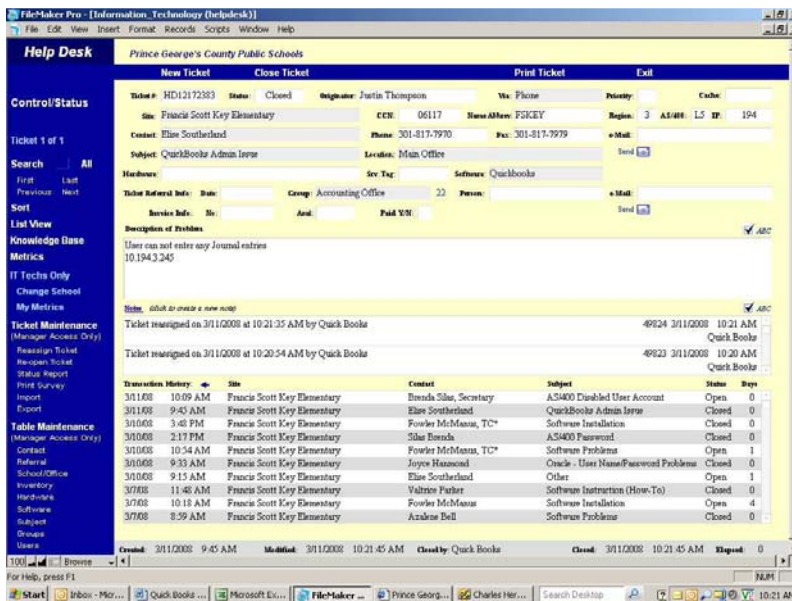 FileMaker Pro - [Information_Technology (helpdesk)]
File Edit View Insert Format Records Scripts Window Help
Help Desk
Prince George's County Public Schools
New Ticket Close Ticket Print Ticket Exit
Control/Status
Ticket 1 of 1
Search All
First Last
Previous Next
Sort
List View
Knowledge Base
Metrics
IT Techs Only
Change School
My Metrics
Ticket Maintenance
(Manager Access Only)
Reassign Ticket
Re-open Ticket
Status Report
Print Survey
Import
Export
Table Maintenance
(Manager Access Only)
Contact
Referral
School/Office
Inventory
Hardware
Software
Subject
Groups
Users
Ticket #: HD12172383 Status: Closed Originator: Justin Thompson Via: Phone Priority: Cache:
Site: Francis Scott Key Elementary CCN: 06117 Name Abbrev: FSKEY Region: 3 AS/400: L5 IP: 194
Contact: Elise Southerland Phone: 301-817-7970 Fax: 301-817-7979 e-Mail:
Subject: QuickBooks Admin Issue Location: Main Office Send
Hardware: Srv. Tag: Software: Quickbooks
Ticket Referral Info: Date: Group: Accounting Office 22 Person: e-Mail:
Invoice Info: No: Amt: Paid Y/N: Send
Description of Problem ABC
User can not enter any Journal entries
10.194.3.245
Notes (click to create a new note) ABC
Ticket reassigned on 3/11/2008 at 10:21:35 AM by Quick Books 49824 3/11/2008 10:21 AM
Quick Books
Ticket reassigned on 3/11/2008 at 10:20:54 AM by Quick Books 49823 3/11/2008 10:20 AM
Quick Books
Transaction History: Site Contact Subject Status Days
3/11/08 10:09 AM Francis Scott Key Elementary Brenda Silas, Secretary AS/400 Disabled User Account Open 0
3/11/08 9:45 AM Francis Scott Key Elementary Elise Southerland QuickBooks Admin Issue Closed 0
3/10/08 3:48 PM Francis Scott Key Elementary Fowler McManus, TC* Software Installation Closed 0
3/10/08 2:17 PM Francis Scott Key Elementary Silas Brenda AS/400 Password Closed 0
3/10/08 10:54 AM Francis Scott Key Elementary Fowler McManus, TC* Software Problems Open 1
3/10/08 9:33 AM Francis Scott Key Elementary Joyce Hammond Oracle - User Name/Password Problems Closed 0
3/10/08 9:15 AM Francis Scott Key Elementary Elise Southerland Other Open 1
3/7/08 11:48 AM Francis Scott Key Elementary Valtrice Parker Software Instruction (How-To) Closed 0
3/7/08 10:18 AM Francis Scott Key Elementary Fowler McManus Software Installation Open 4
3/7/08 8:59 AM Francis Scott Key Elementary Azalene Bell Software Problems Closed 0
Created: 3/11/2008 9:45 AM Modified: 3/11/2008 10:21:45 AM Closed by: Quick Books Closed: 3/11/2008 10:21:45 AM Elapsed: 0
100 Browse
For Help, press F1 NUM
Start Inbox - Micr... Quick Books ... Microsoft Ex... FileMaker ... Prince Georg... Charles Her... Search Desktop 10:21 AM